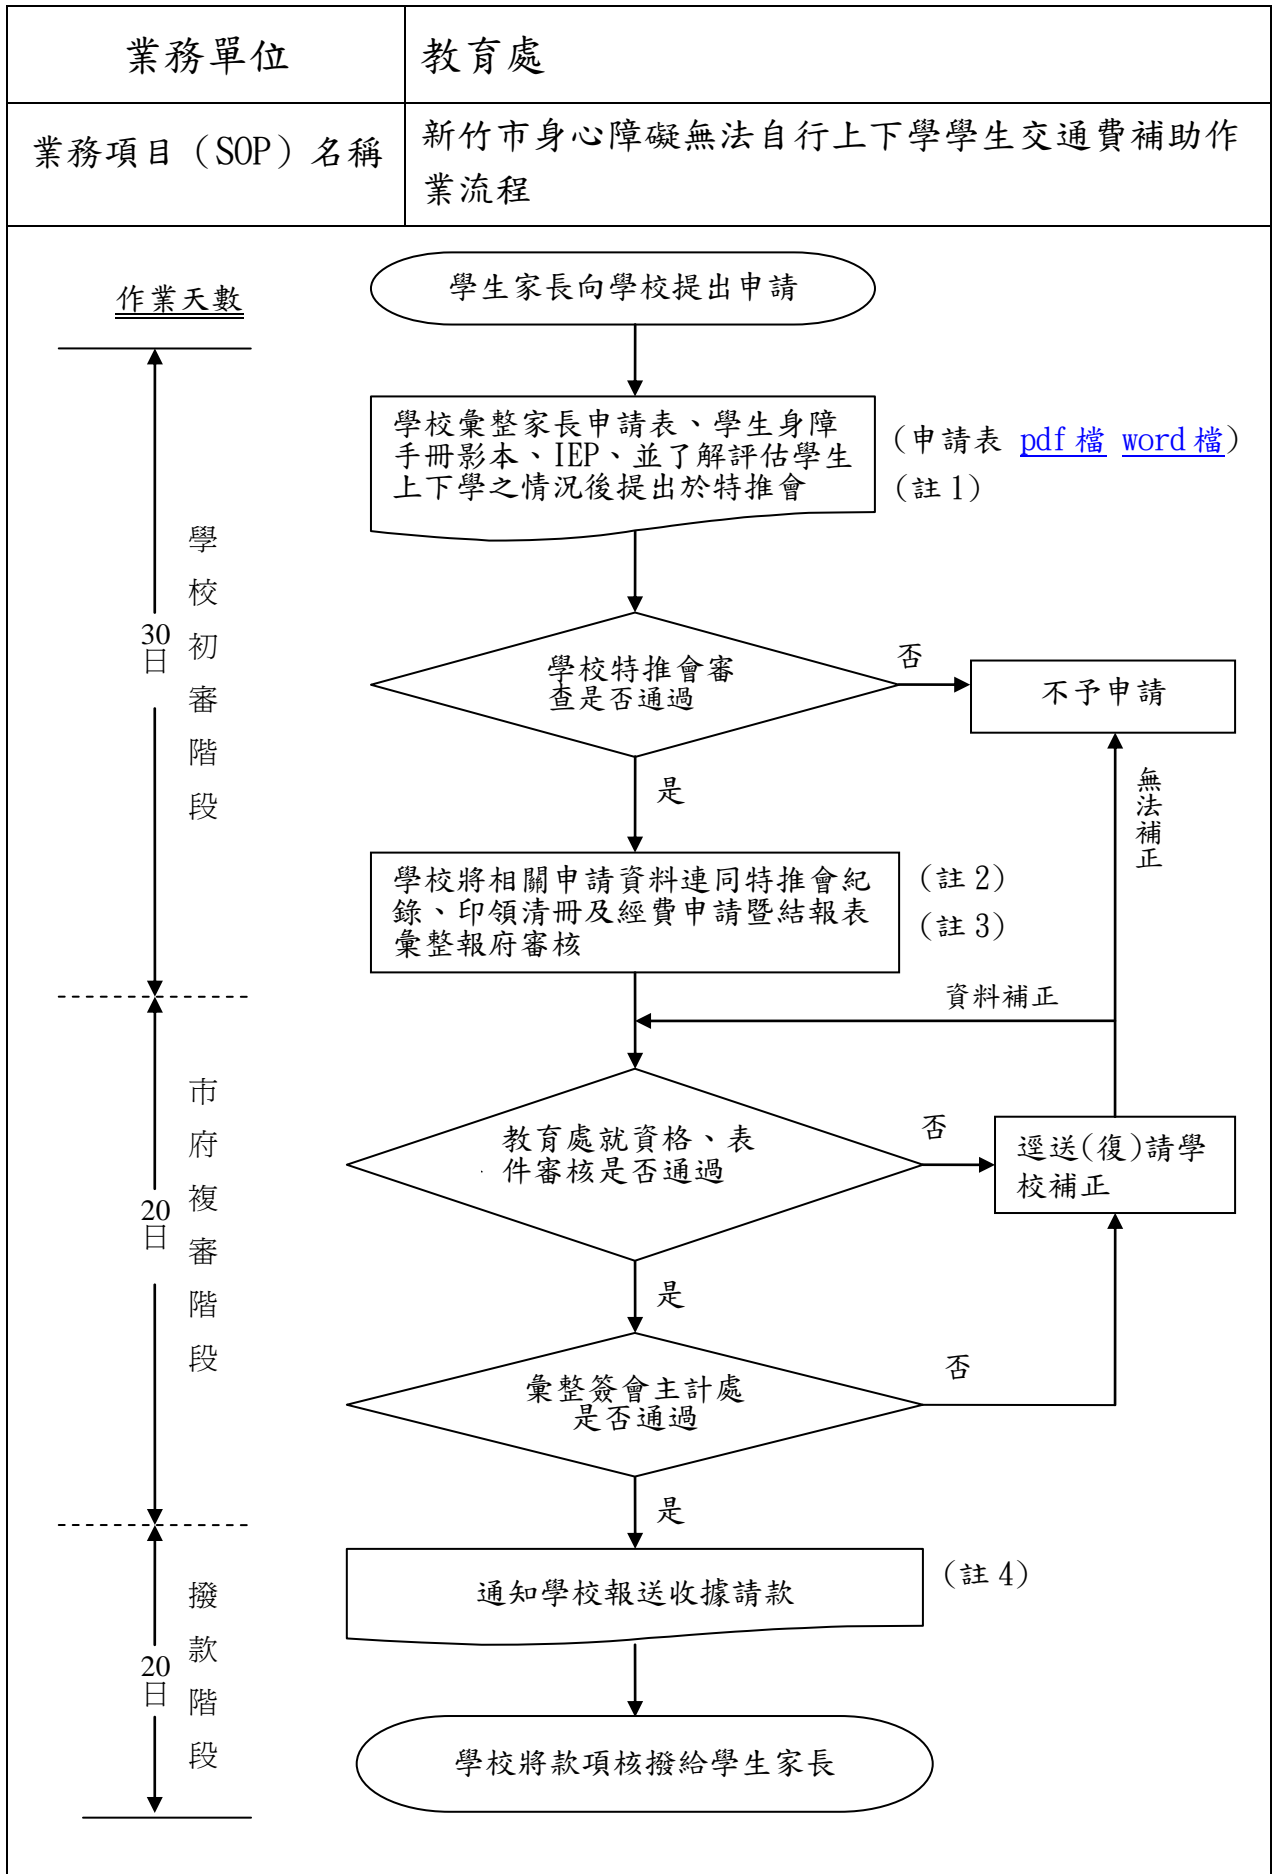 業務單位
教育處
業務項目（SOP）名稱
新竹市身心障礙無法自行上下學學生交通費補助作
業流程
作業天數
學生家長向學校提出申請
學校彙整家長申請表、學生身障
手冊影本、IEP、並了解評估學生
上下學之情況後提出於特推會
(申請表 pdf檔 word檔)
(註1)
學校初審階段
30
日
學校特推會審
查是否通過
否
不予申請
是
無法補正
學校將相關申請資料連同特推會紀
錄、印領清冊及經費申請暨結報表
彙整報府審核
(註2)
(註3)
資料補正
市府複審階段
20
日
教育處就資格、表
件審核是否通過
否
逕送(復)請學
校補正
是
彙整簽會主計處
是否通過
否
是
撥款階段
20
日
通知學校報送收據請款
(註4)
學校將款項核撥給學生家長